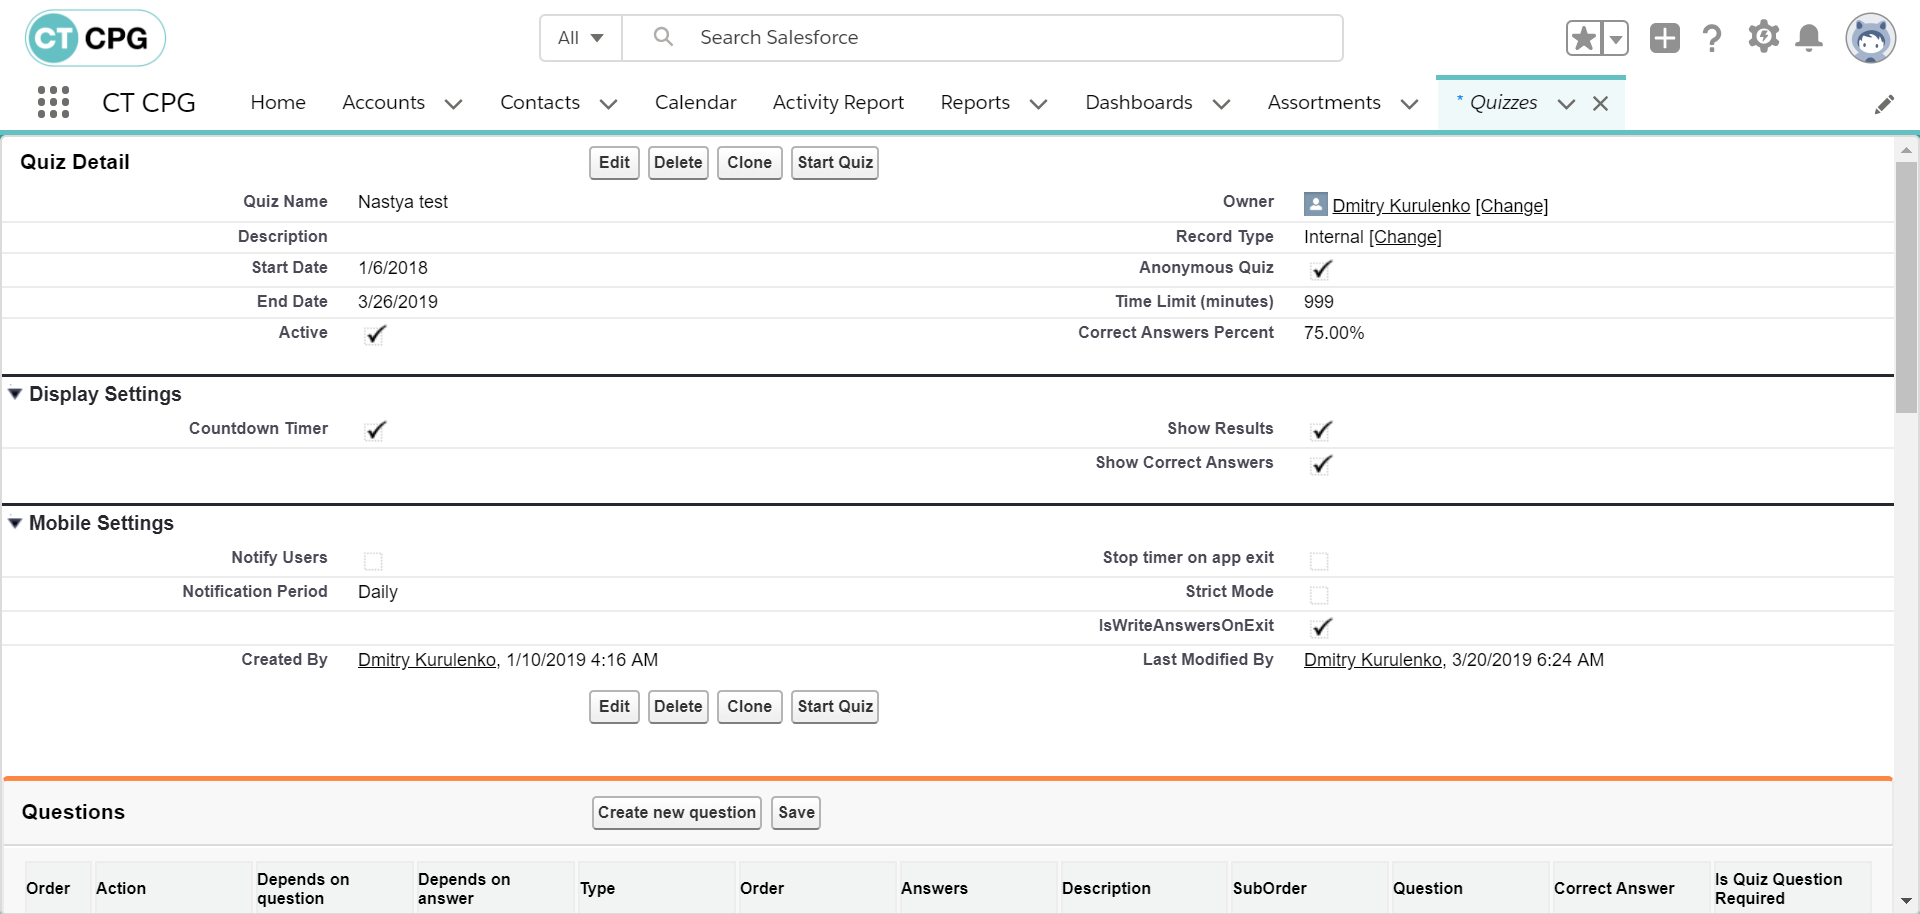 CT CPG
All
Search Salesforce
CT CPG
Home
Accounts
Contacts
Calendar
Activity Report
Reports
Dashboards
Assortments
* Quizzes
Quiz Detail
Edit
Delete
Clone
Start Quiz
Quiz Name Nastya test
Owner Dmitry Kurulenko [Change]
Description
Record Type Internal [Change]
Start Date 1/6/2018
Anonymous Quiz
End Date 3/26/2019
Time Limit (minutes) 999
Active
Correct Answers Percent 75.00%
Display Settings
Countdown Timer
Show Results
Show Correct Answers
Mobile Settings
Notify Users
Stop timer on app exit
Notification Period Daily
Strict Mode
IsWriteAnswersOnExit
Created By Dmitry Kurulenko, 1/10/2019 4:16 AM
Last Modified By Dmitry Kurulenko, 3/20/2019 6:24 AM
Edit
Delete
Clone
Start Quiz
Questions
Create new question
Save
Order
Action
Depends on
question
Depends on
answer
Type
Order
Answers
Description
SubOrder
Question
Correct Answer
Is Quiz Question
Required